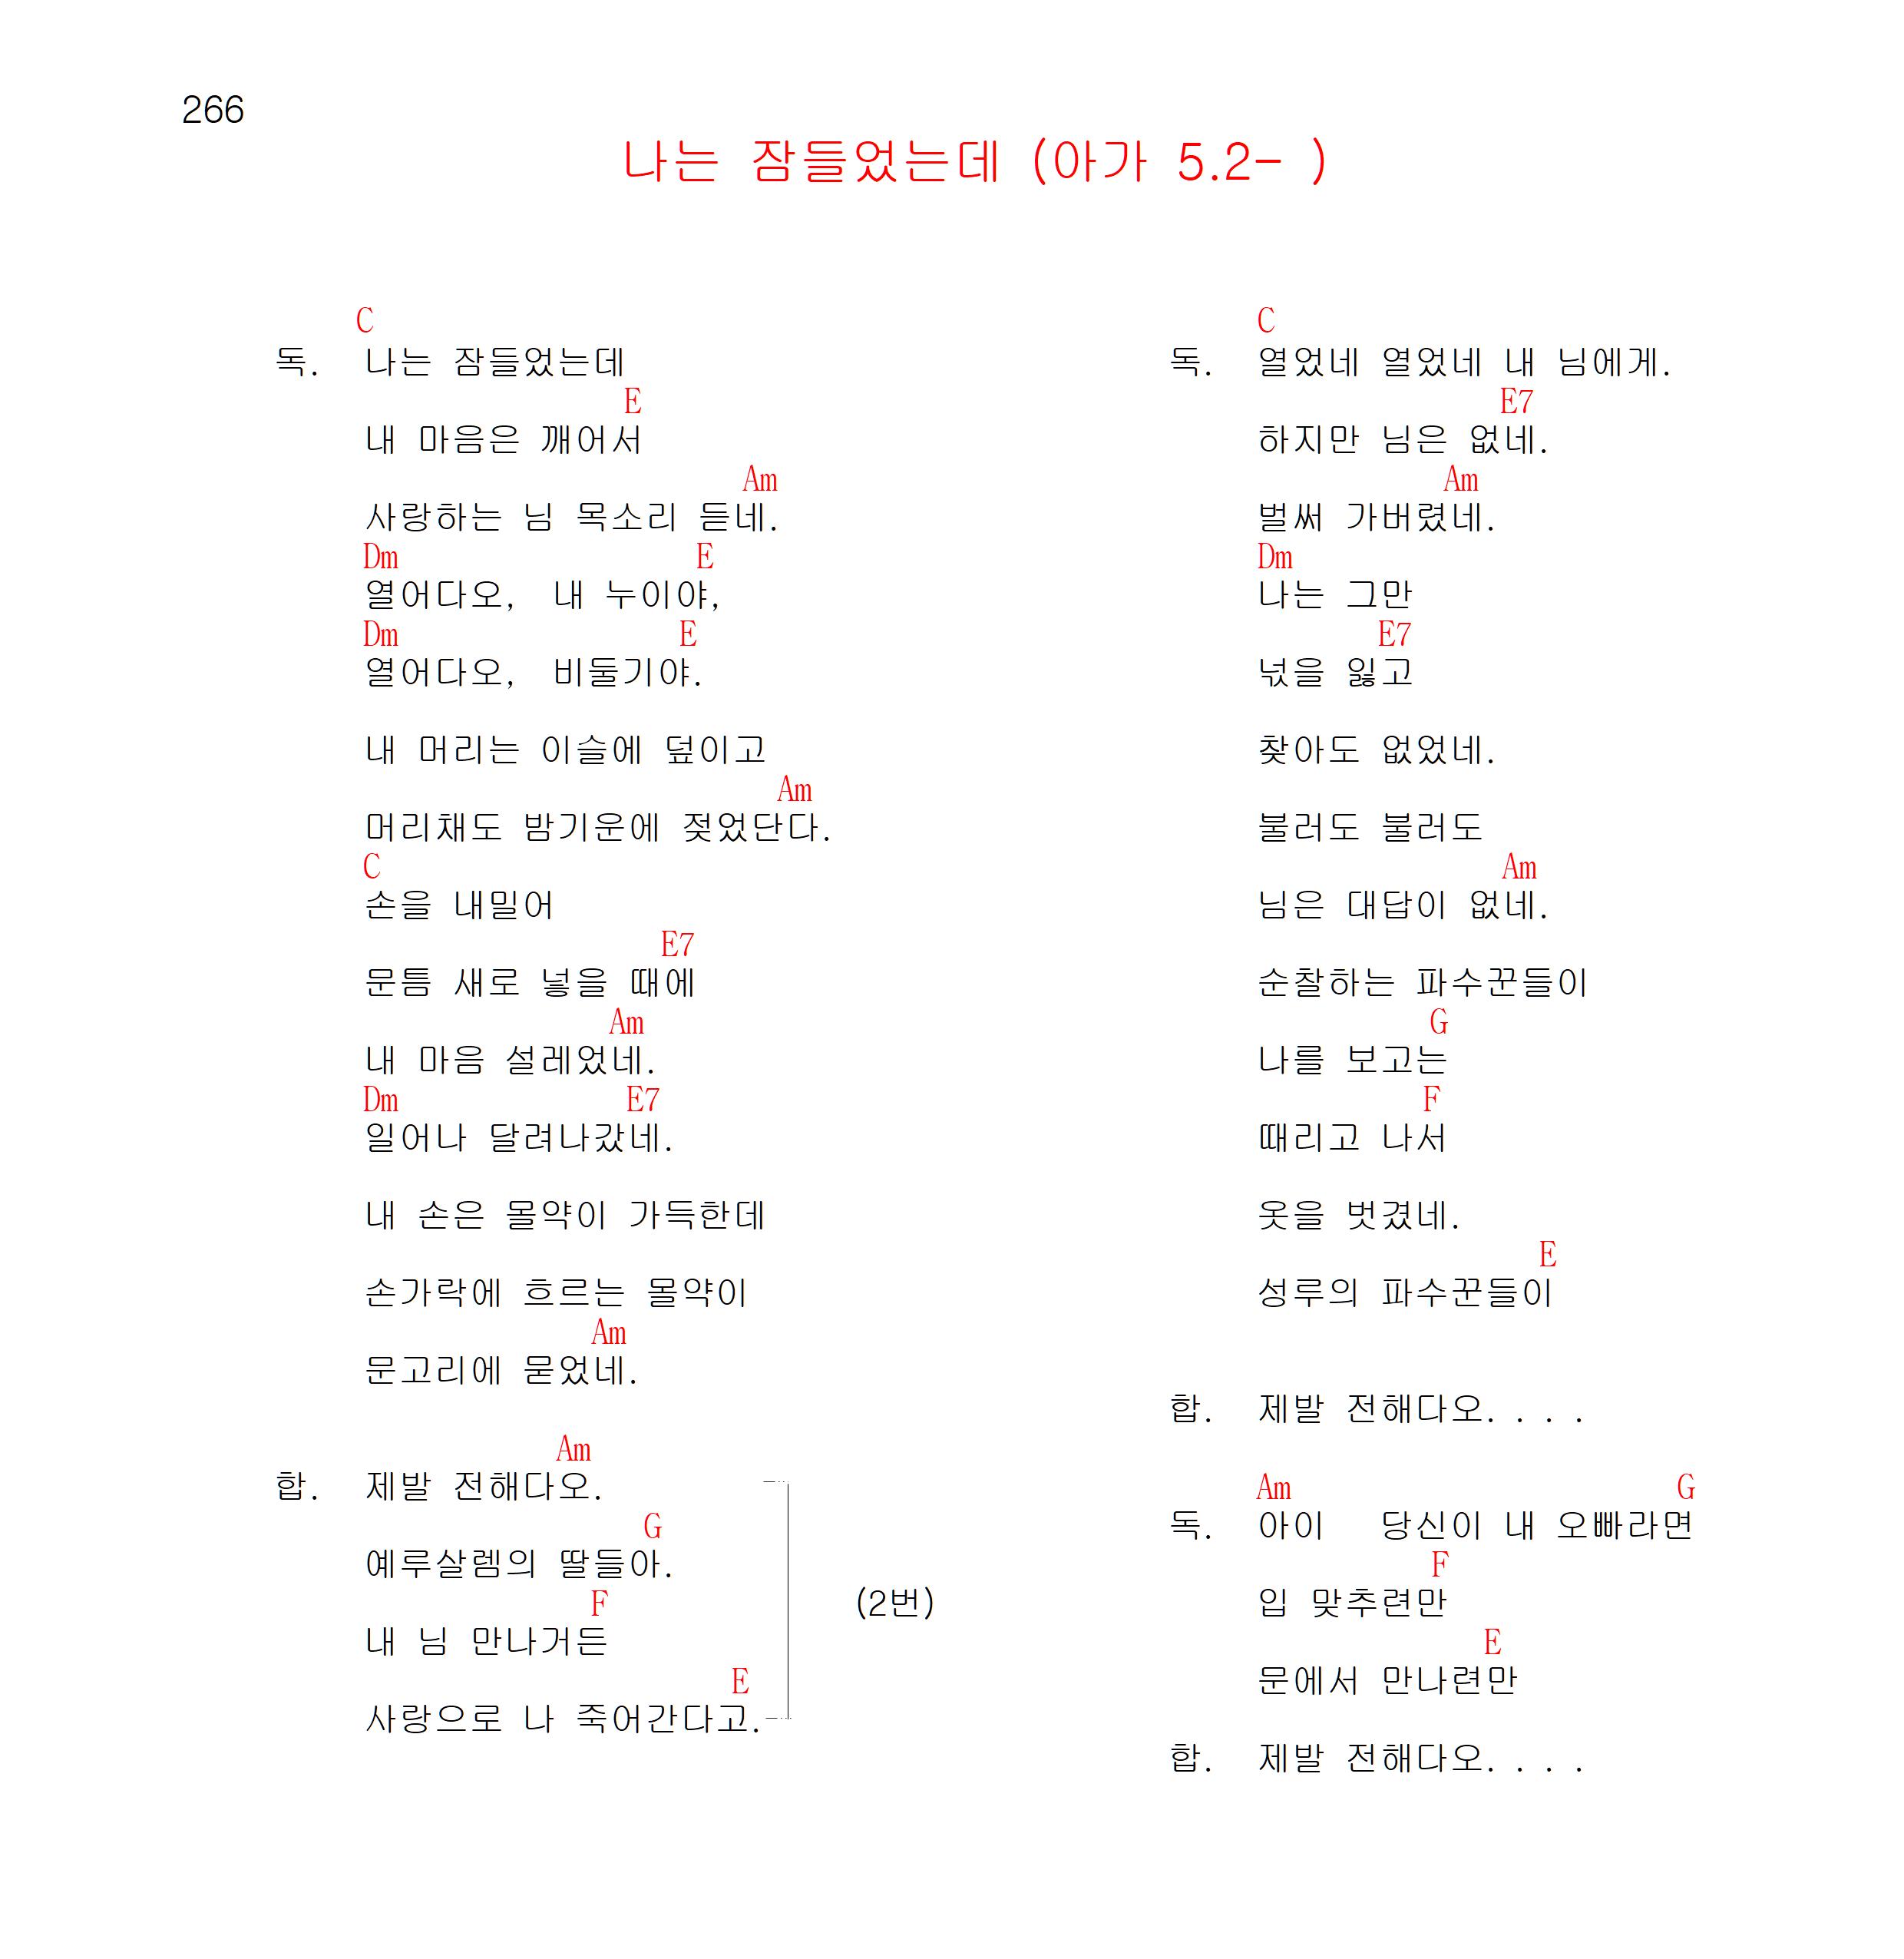 266
나는 잠들었는데 (아가 5.2- )
C
독. 나는 잠들었는데
E
내 마음은 깨어서
Am
사랑하는 님 목소리 듣네.
Dm E
열어다오, 내 누이야,
Dm E
열어다오, 비둘기야.
내 머리는 이슬에 덮이고
Am
머리채도 밤기운에 젖었단다.
C
손을 내밀어
E7
문틈 새로 넣을 때에
Am
내 마음 설레었네.
Dm E7
일어나 달려나갔네.
내 손은 몰약이 가득한데
손가락에 흐르는 몰약이
Am
문고리에 묻었네.
Am
합. 제발 전해다오.
G
예루살렘의 딸들아.
F
내 님 만나거든
E
사랑으로 나 죽어간다고.
(2번)
C
독. 열었네 열었네 내 님에게.
E7
하지만 님은 없네.
Am
벌써 가버렸네.
Dm
나는 그만
E7
넋을 잃고
찾아도 없었네.
불러도 불러도
Am
님은 대답이 없네.
순찰하는 파수꾼들이
G
나를 보고는
F
때리고 나서
옷을 벗겼네.
E
성루의 파수꾼들이
합. 제발 전해다오. . . .
Am G
독. 아이 당신이 내 오빠라면
F
입 맞추련만
E
문에서 만나련만
합. 제발 전해다오. . . .